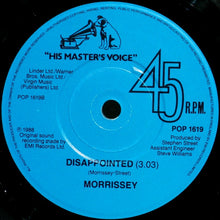 "HIS MASTER'S VOICE"
Linder Ltd./Warner
Bros. Music Ltd./
Virgin Music
(Publishers) Ltd.
POP 1619B
45
R.P.M.
POP 1619
℗ 1988
Original sound
recording made by
EMI Records Ltd.
Produced by
Stephen Street
Assistant Engineer
Steve Williams
DISAPPOINTED (3.03)
(Morrissey-Street)
MORRISSEY